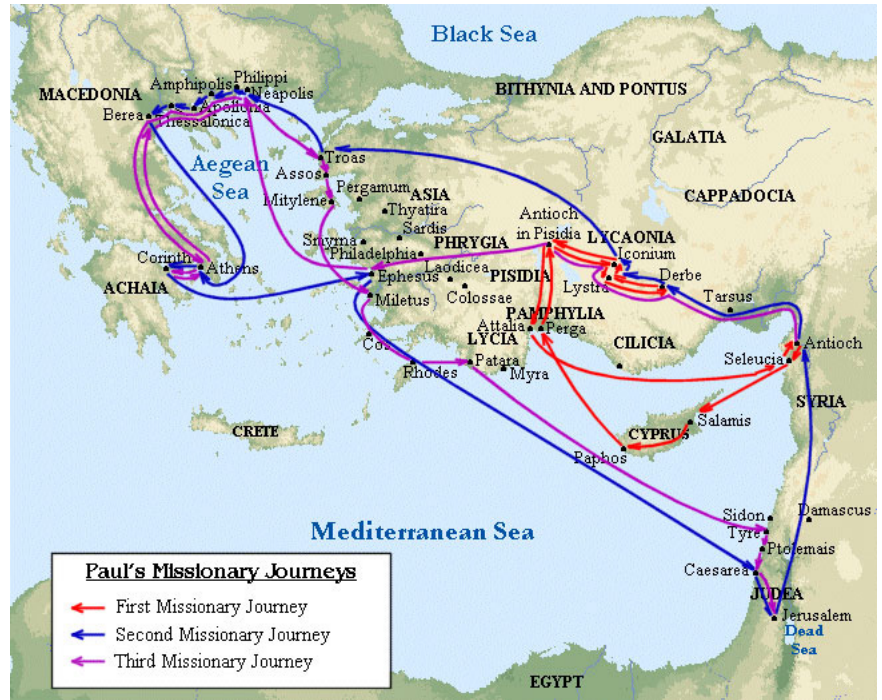 Black Sea
BITHYNIA AND PONTUS
MACEDONIA
Amphipolis
Philippi
Neapolis
Apollonia
Berea
Thessalonica
GALATIA
Aegean
Sea
Troas
Assos
Mitylene
Pergamum
ASIA
Thyatira
Sardis
Smyrna
Philadelphia
PHRYGIA
Laodicea
CAPPADOCIA
Antioch
in Pisidia
LYCAONIA
Iconium
Lystra
Derbe
Tarsus
Corinth
Athens
ACHAIA
Ephesus
PISIDIA
Colossae
Miletus
PAMPHYLIA
Attalia
Perga
CILICIA
Antioch
Seleucia
Cos
LYCIA
Rhodes
Patara
Myra
SYRIA
Salamis
CYPRUS
Paphos
CRETE
Mediterranean Sea
Sidon
Damascus
Tyre
Ptolemais
Caesarea
JUDEA
Jerusalem
Dead
Sea
EGYPT
Paul's Missionary Journeys
First Missionary Journey
Second Missionary Journey
Third Missionary Journey